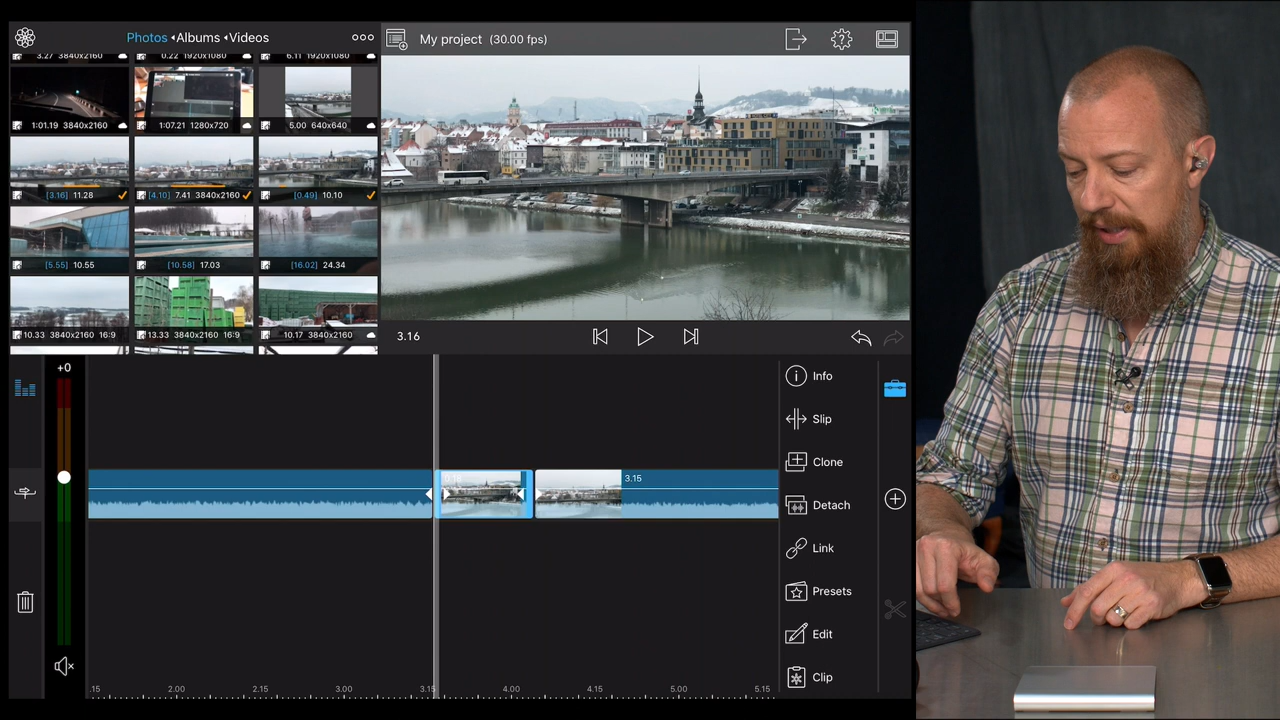 Photos Albums Videos
My project (30.00 fps)
3.27 3840x2160
0.22 1920x1080
6.11 1920x1080
1:01.19 3840x2160
1:07.21 1280x720
5.00 640x640
[3.16] 11.28
[4.10] 7.41 3840x2160
[0.49] 10.10
[5.55] 10.55
[10.58] 17.03
[16.02] 24.34
10.33 3840x2160 16:9
13.33 3840x2160 16:9
10.17 3840x2160
3.16
+0
Info
Slip
Clone
Detach
Link
Presets
Edit
Clip
3.15
.15 2.00 2.15 3.00 3.15 4.00 4.15 5.00 5.15